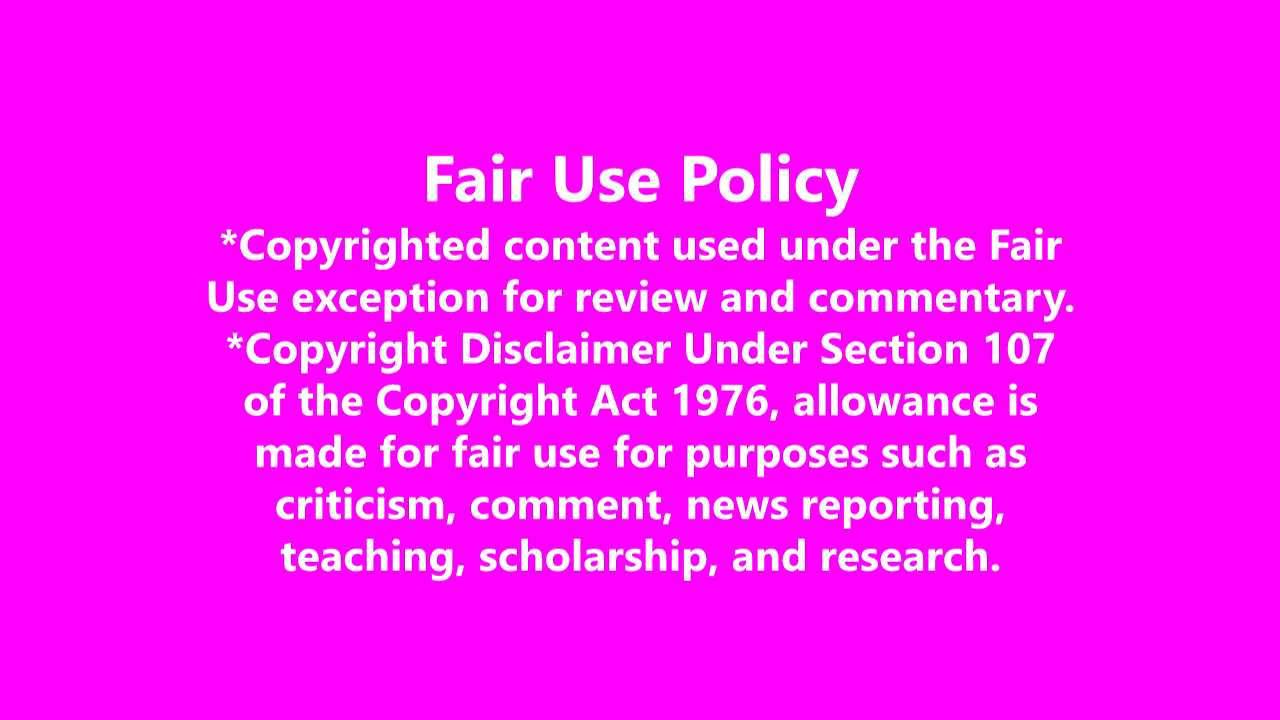 Fair Use Policy
*Copyrighted content used under the Fair
Use exception for review and commentary.
*Copyright Disclaimer Under Section 107
of the Copyright Act 1976, allowance is
made for fair use for purposes such as
criticism, comment, news reporting,
teaching, scholarship, and research.